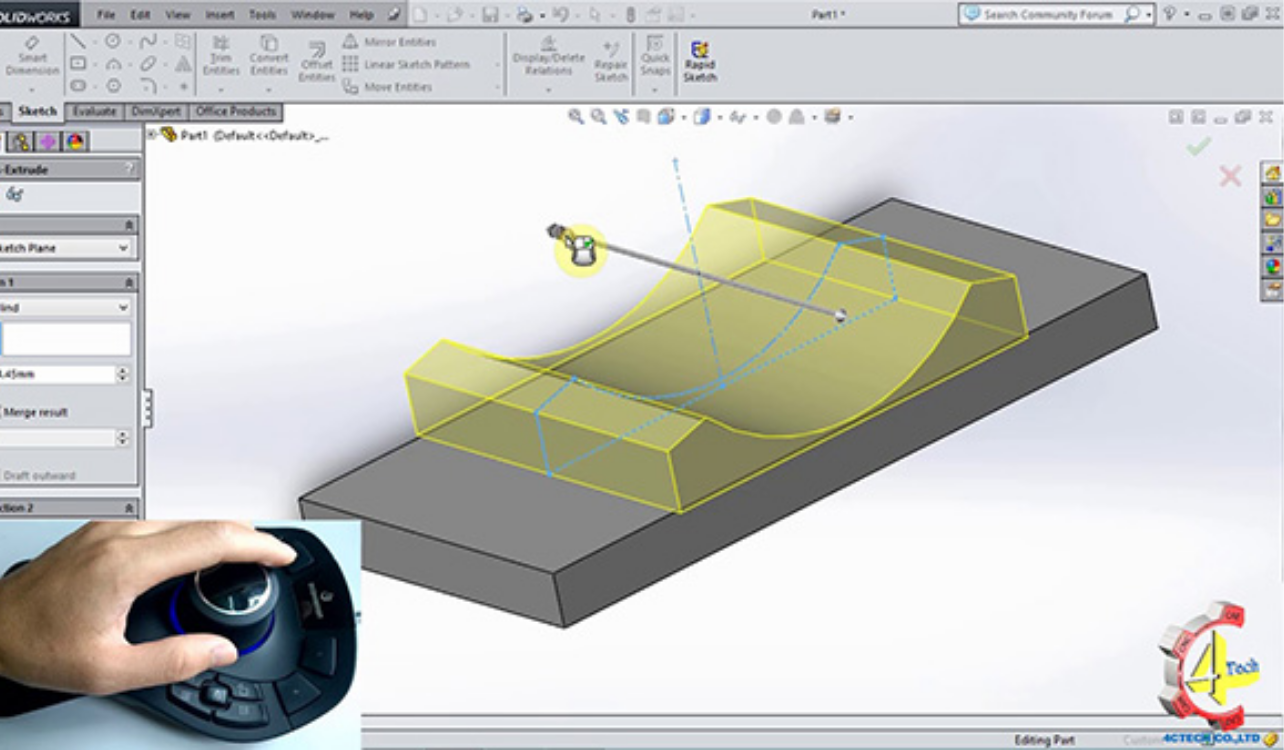 SOLIDWORKS File Edit View Insert Tools Window Help Part1 * Search Community Forum
Smart Dimension
Trim Entities
Convert Entities
Offset Entities
Mirror Entities
Linear Sketch Pattern
Move Entities
Display/Delete Relations
Repair Sketch
Quick Snaps
Rapid Sketch
Sketch Evaluate DimXpert Office Products
Part1 (Default<<Default>_...
-Extrude ?
ketch Plane
n 1
lind
.45mm
Merge result
Draft outward
ction 2
4 Tech
Editing Part
4CTECH CO.,LTD